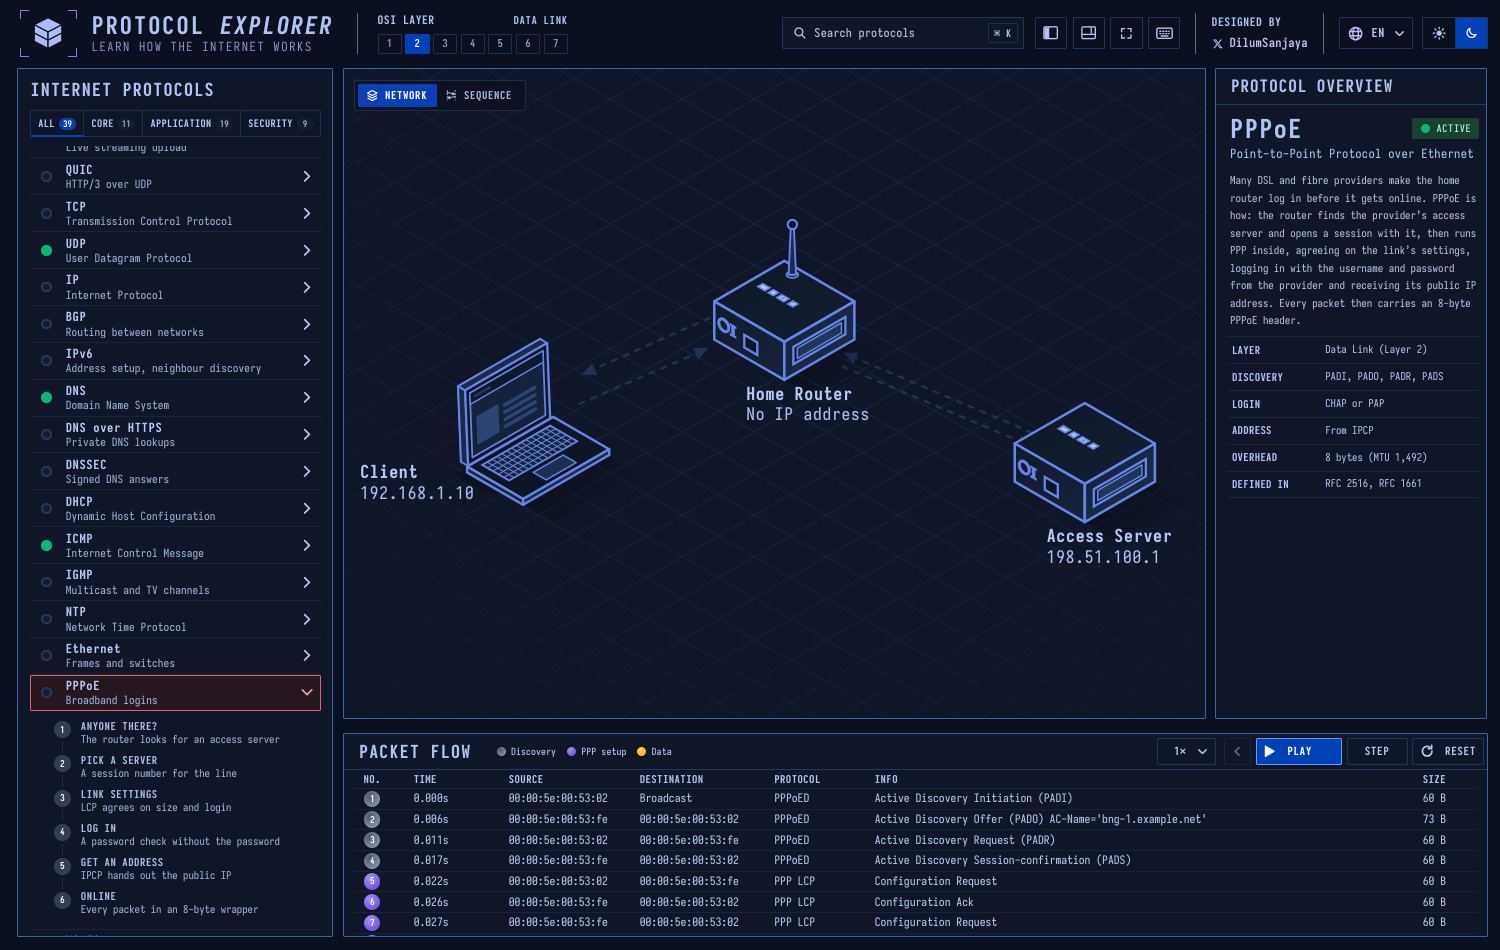 PROTOCOL EXPLORER
LEARN HOW THE INTERNET WORKS
OSI LAYER DATA LINK
1 2 3 4 5 6 7
Search protocols ⌘ K
DESIGNED BY
DilumSanjaya
EN
INTERNET PROTOCOLS
ALL 39 CORE 11 APPLICATION 19 SECURITY 9
Live streaming upload
QUIC
HTTP/3 over UDP
TCP
Transmission Control Protocol
UDP
User Datagram Protocol
IP
Internet Protocol
BGP
Routing between networks
IPv6
Address setup, neighbour discovery
DNS
Domain Name System
DNS over HTTPS
Private DNS lookups
DNSSEC
Signed DNS answers
DHCP
Dynamic Host Configuration
ICMP
Internet Control Message
IGMP
Multicast and TV channels
NTP
Network Time Protocol
Ethernet
Frames and switches
PPPoE
Broadband logins
1 ANYONE THERE?
The router looks for an access server
2 PICK A SERVER
A session number for the line
3 LINK SETTINGS
LCP agrees on size and login
4 LOG IN
A password check without the password
5 GET AN ADDRESS
IPCP hands out the public IP
6 ONLINE
Every packet in an 8-byte wrapper
NETWORK SEQUENCE
Home Router
No IP address
Client
192.168.1.10
Access Server
198.51.100.1
PROTOCOL OVERVIEW
PPPoE ACTIVE
Point-to-Point Protocol over Ethernet
Many DSL and fibre providers make the home
router log in before it gets online. PPPoE is
how: the router finds the provider's access
server and opens a session with it, then runs
PPP inside, agreeing on the link's settings,
logging in with the username and password
from the provider and receiving its public IP
address. Every packet then carries an 8-byte
PPPoE header.
LAYER Data Link (Layer 2)
DISCOVERY PADI, PADO, PADR, PADS
LOGIN CHAP or PAP
ADDRESS From IPCP
OVERHEAD 8 bytes (MTU 1,492)
DEFINED IN RFC 2516, RFC 1661
PACKET FLOW Discovery PPP setup Data 1× PLAY STEP RESET
NO. TIME SOURCE DESTINATION PROTOCOL INFO SIZE
1 0.000s 00:00:5e:00:53:02 Broadcast PPPoED Active Discovery Initiation (PADI) 60 B
2 0.006s 00:00:5e:00:53:fe 00:00:5e:00:53:02 PPPoED Active Discovery Offer (PADO) AC-Name='bng-1.example.net' 73 B
3 0.011s 00:00:5e:00:53:02 00:00:5e:00:53:fe PPPoED Active Discovery Request (PADR) 60 B
4 0.017s 00:00:5e:00:53:fe 00:00:5e:00:53:02 PPPoED Active Discovery Session-confirmation (PADS) 60 B
5 0.022s 00:00:5e:00:53:02 00:00:5e:00:53:fe PPP LCP Configuration Request 60 B
6 0.026s 00:00:5e:00:53:fe 00:00:5e:00:53:02 PPP LCP Configuration Ack 60 B
7 0.027s 00:00:5e:00:53:fe 00:00:5e:00:53:02 PPP LCP Configuration Request 60 B